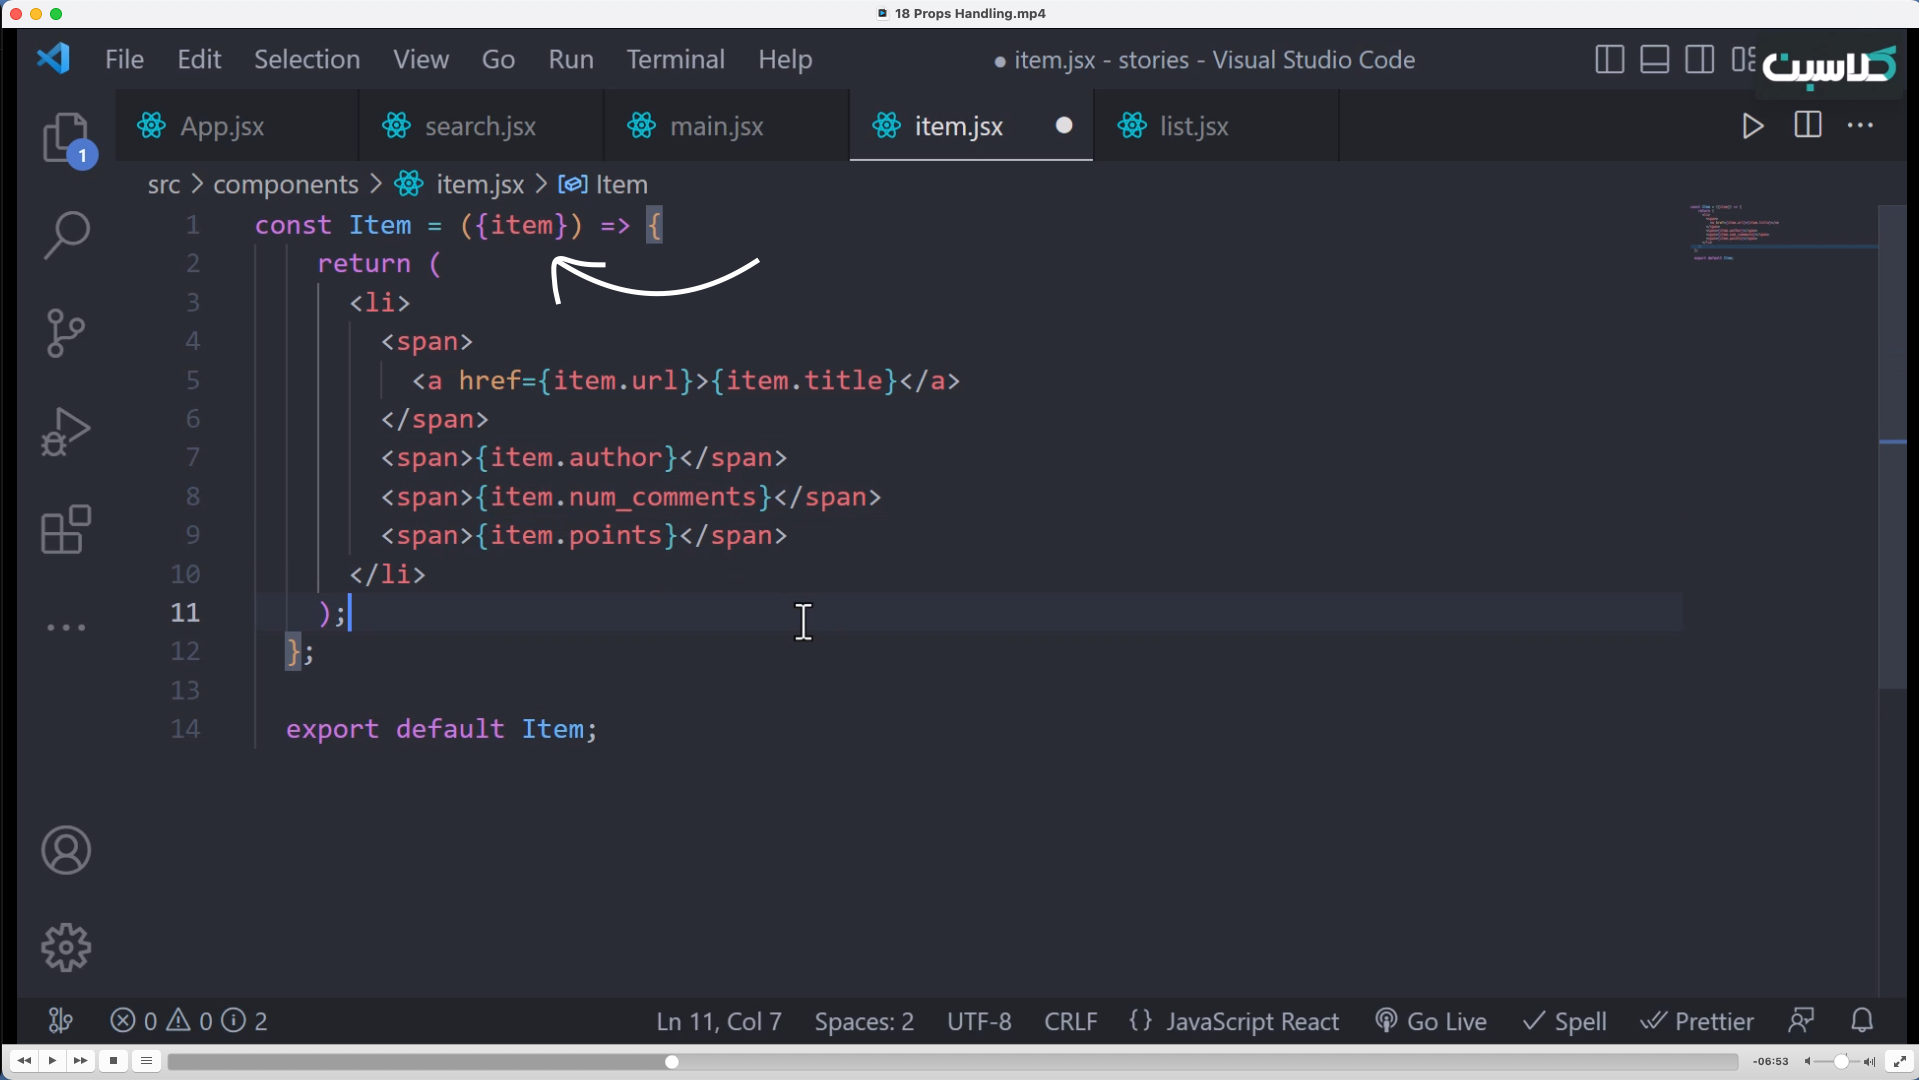 18 Props Handling.mp4
File Edit Selection View Go Run Terminal Help
● item.jsx - stories - Visual Studio Code
کلاسیت
App.jsx search.jsx main.jsx item.jsx ● list.jsx
1
src > components > item.jsx > Item
1 const Item = ({item}) => {
2 return (
3 <li>
4 <span>
5 <a href={item.url}>{item.title}</a>
6 </span>
7 <span>{item.author}</span>
8 <span>{item.num_comments}</span>
9 <span>{item.points}</span>
10 </li>
11 );
12 };
13
14 export default Item;
0 0 2 Ln 11, Col 7 Spaces: 2 UTF-8 CRLF {} JavaScript React Go Live Spell Prettier
-06:53